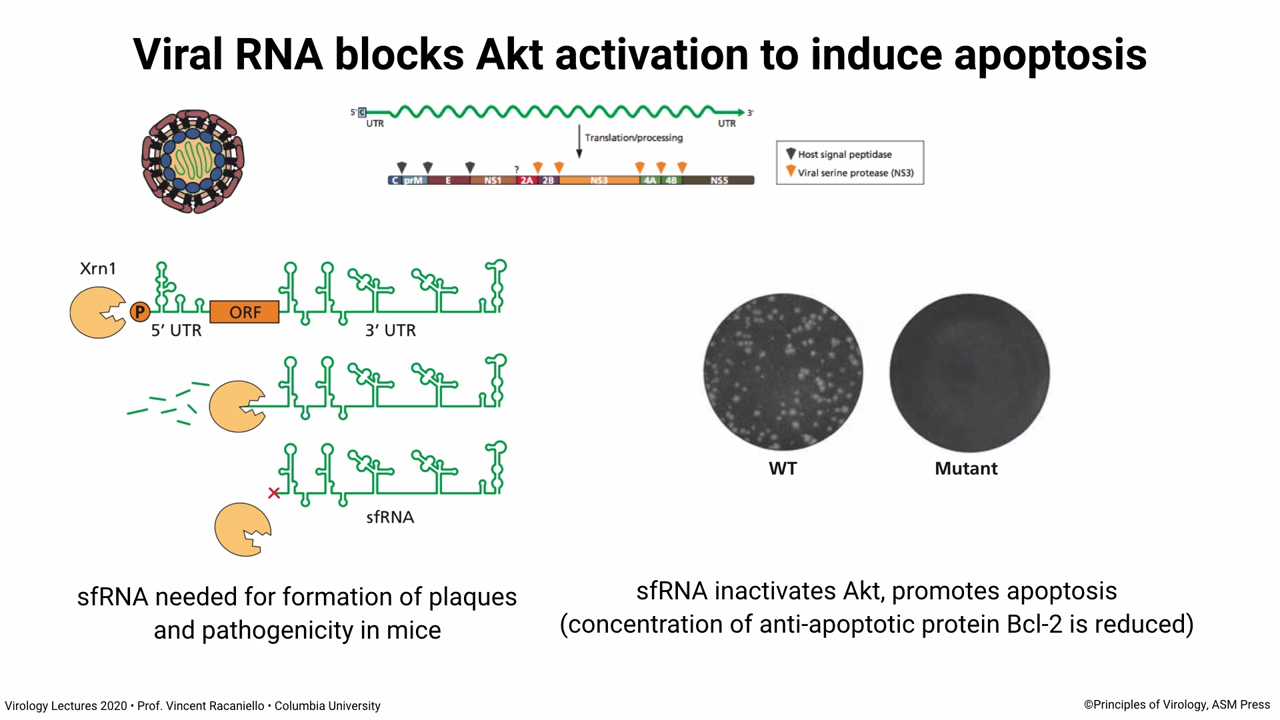 Viral RNA blocks Akt activation to induce apoptosis
5' C
3'
UTR
UTR
Translation/processing
Host signal peptidase
Viral serine protease (NS3)
?
C prM E NS1 2A 2B NS3 4A 4B NS5
Xrn1
P
ORF
5’ UTR
3’ UTR
WT
Mutant
sfRNA
sfRNA needed for formation of plaques
and pathogenicity in mice
sfRNA inactivates Akt, promotes apoptosis
(concentration of anti-apoptotic protein Bcl-2 is reduced)
Virology Lectures 2020 • Prof. Vincent Racaniello • Columbia University
©Principles of Virology, ASM Press